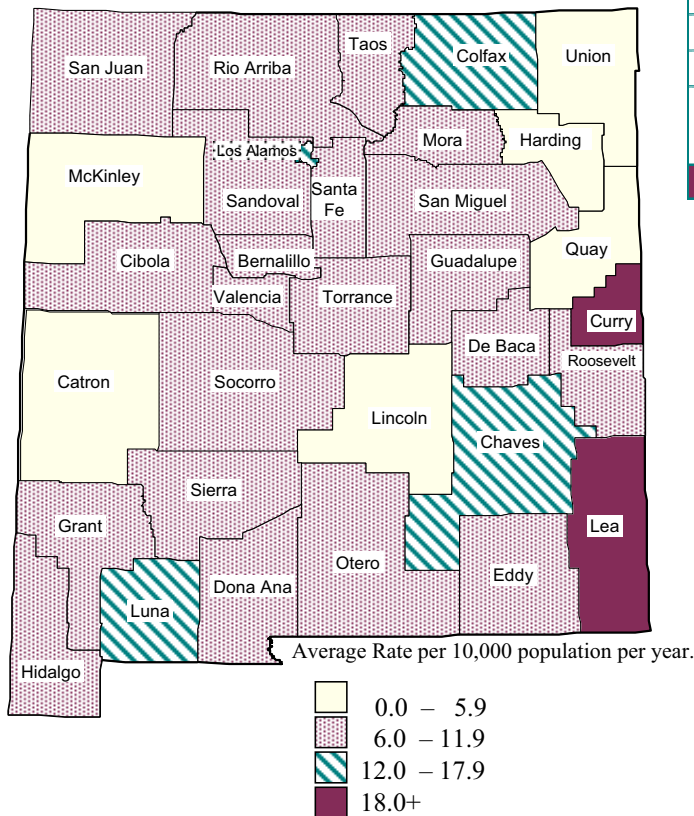 Taos
San Juan
Rio Arriba
Colfax
Union
Mora
Harding
Los Alamos
McKinley
Sandoval
Santa
Fe
San Miguel
Cibola
Bernalillo
Guadalupe
Quay
Valencia
Torrance
Curry
De Baca
Roosevelt
Catron
Socorro
Lincoln
Chaves
Sierra
Grant
Lea
Otero
Eddy
Dona Ana
Luna
Hidalgo
Average Rate per 10,000 population per year.
0.0 – 5.9
6.0 – 11.9
12.0 – 17.9
18.0+